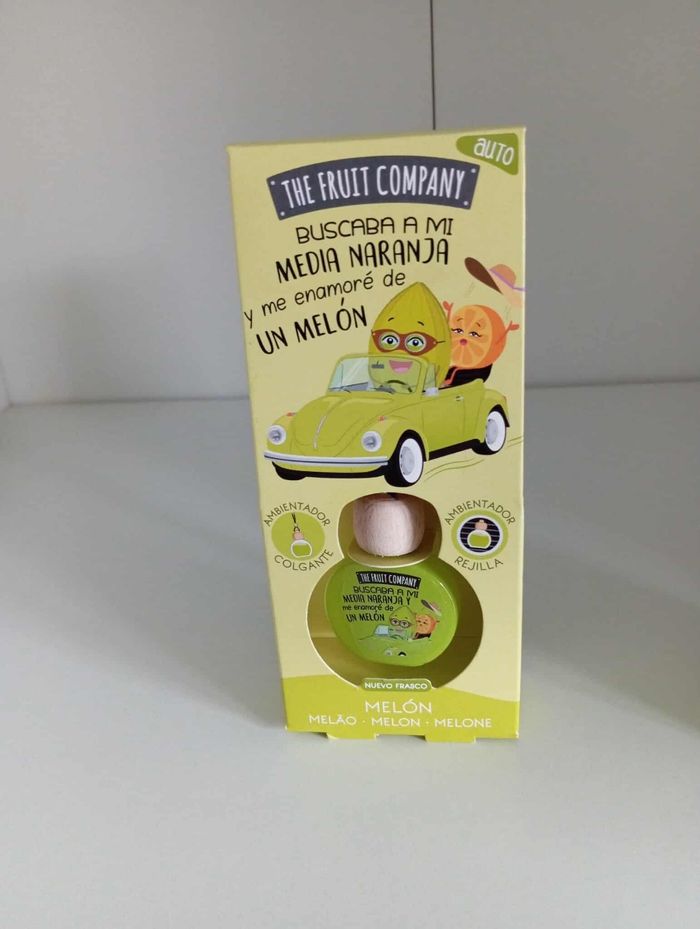 auto
THE FRUIT COMPANY
BUSCABA A MI
MEDIA NARANJA
y me enamoré de
UN MELÓN
AMBIENTADOR
COLGANTE
AMBIENTADOR
REJILLA
THE FRUIT COMPANY
BUSCABA A MI
MEDIA NARANJA Y
me enamoré de
UN MELÓN
NUEVO FRASCO
MELÓN
MELÃO · MELON · MELONE